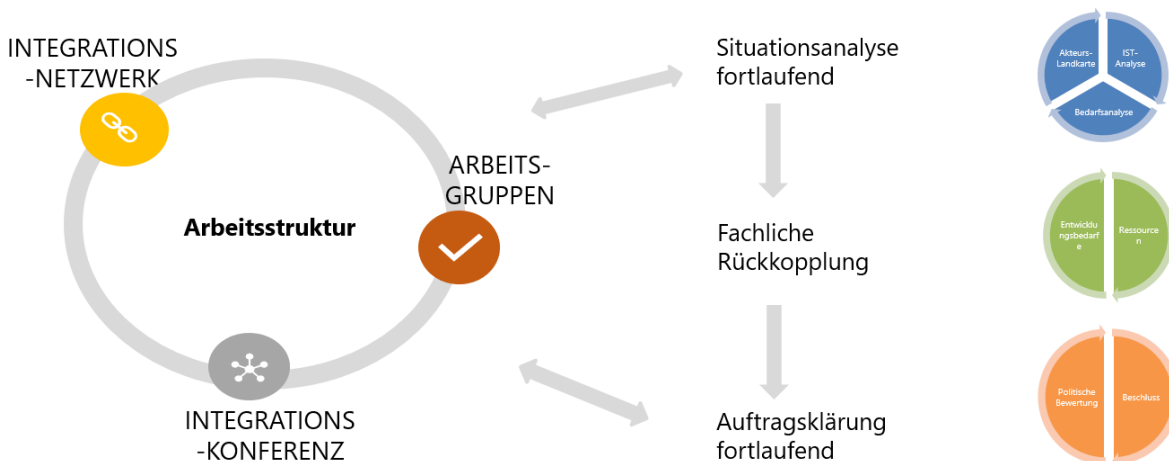 INTEGRATIONS
-NETZWERK
ARBEITS-
GRUPPEN
Arbeitsstruktur
INTEGRATIONS
-KONFERENZ
Situationsanalyse
fortlaufend
Fachliche
Rückkopplung
Auftragsklärung
fortlaufend
Akteurs-
Landkarte
IST-
Analyse
Bedarfsanalyse
Entwicklu
ngsbedarf
e
Ressource
n
Politische
Bewertung
Beschluss